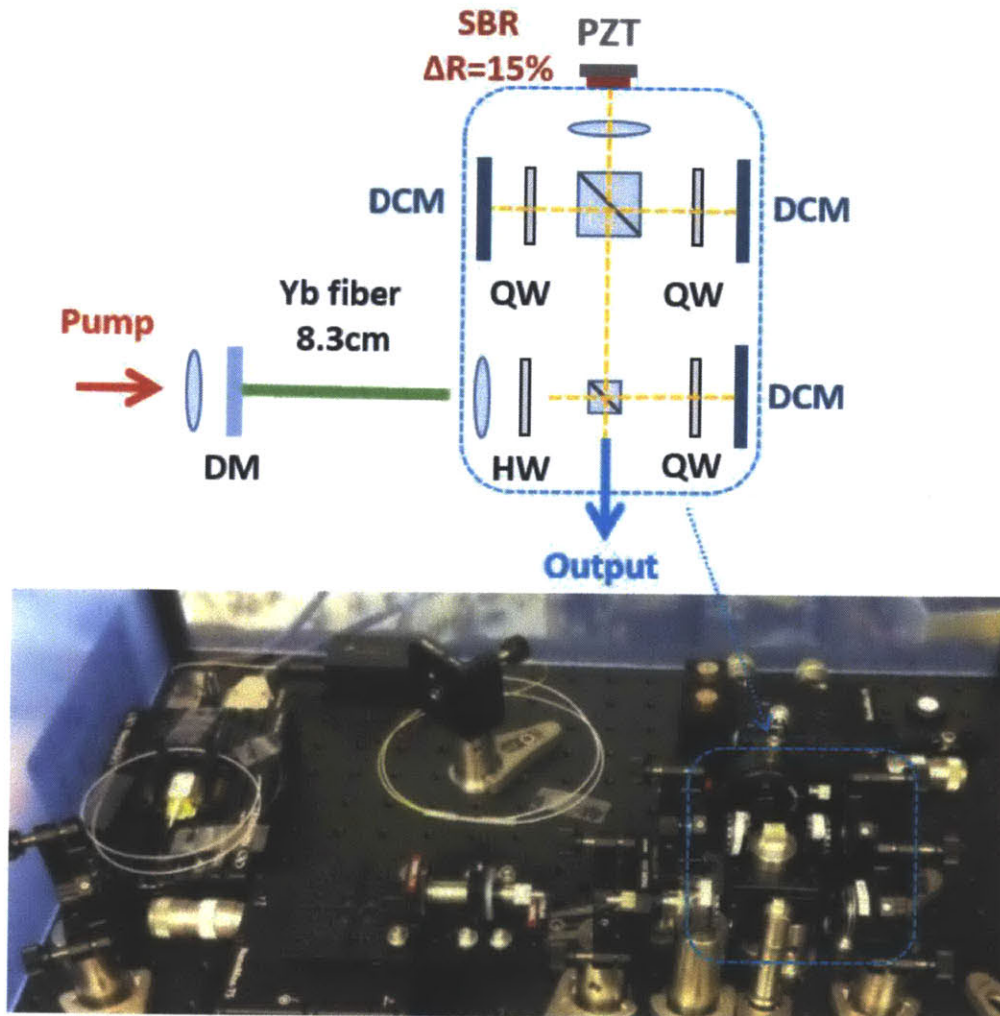 SBR
ΔR=15%
PZT
DCM
DCM
QW
QW
Yb fiber
8.3cm
Pump
DM
HW
QW
DCM
Output